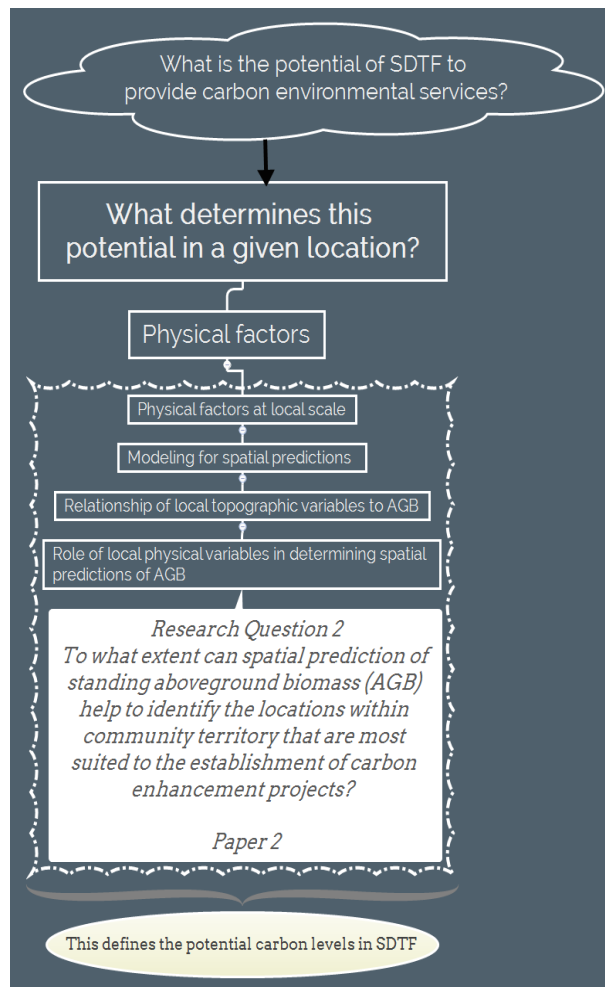 What is the potential of SDTF to
provide carbon environmental services?
What determines this
potential in a given location?
Physical factors
Physical factors at local scale
Modeling for spatial predictions
Relationship of local topographic variables to AGB
Role of local physical variables in determining spatial
predictions of AGB
Research Question 2
To what extent can spatial prediction of
standing aboveground biomass (AGB)
help to identify the locations within
community territory that are most
suited to the establishment of carbon
enhancement projects?
Paper 2
This defines the potential carbon levels in SDTF